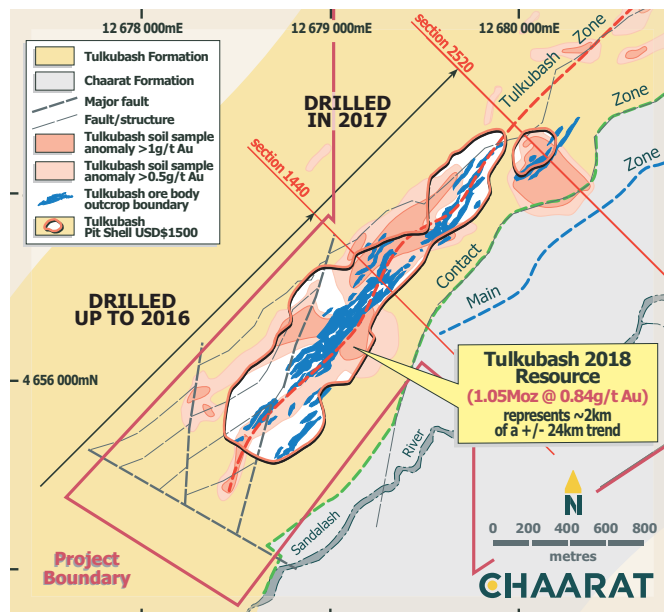 12 678 000mE
12 679 000mE
12 680 000mE
Tulkubash Formation
Chaarat Formation
Major fault
Fault/structure
Tulkubash soil sample
anomaly >1g/t Au
Tulkubash soil sample
anomaly >0.5g/t Au
Tulkubash ore body
outcrop boundary
Tulkubash
Pit Shell USD$1500
DRILLED
IN 2017
section 2520
section 1440
Tulkubash Zone
Contact Zone
Main Zone
DRILLED
UP TO 2016
4 656 000mN
Tulkubash 2018
Resource
(1.05Moz @ 0.84g/t Au)
represents ~2km
of a +/- 24km trend
Sandalash River
Project
Boundary
N
0 200 400 600 800
metres
CHAARAT